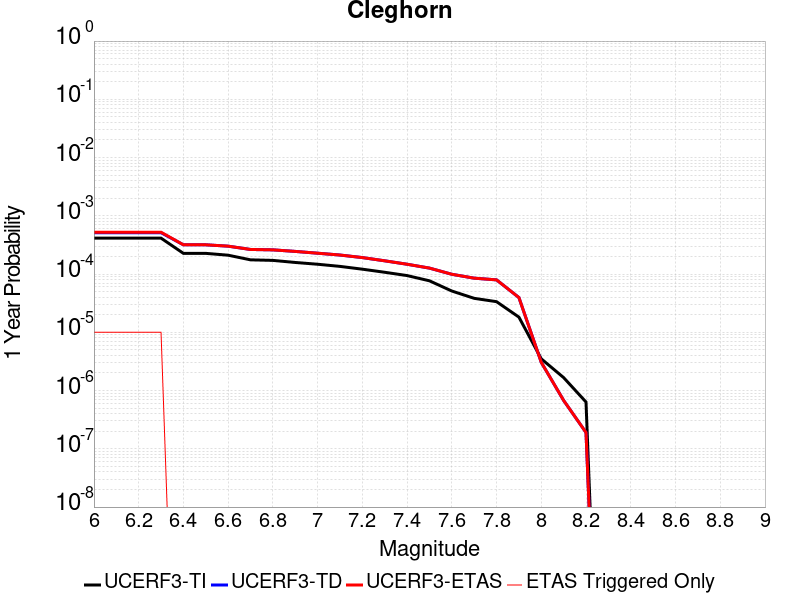 Cleghorn
10^0
10^-1
10^-2
10^-3
10^-4
10^-5
10^-6
10^-7
10^-8
1 Year Probability
6 6.2 6.4 6.6 6.8 7 7.2 7.4 7.6 7.8 8 8.2 8.4 8.6 8.8 9
Magnitude
UCERF3-TI UCERF3-TD UCERF3-ETAS ETAS Triggered Only